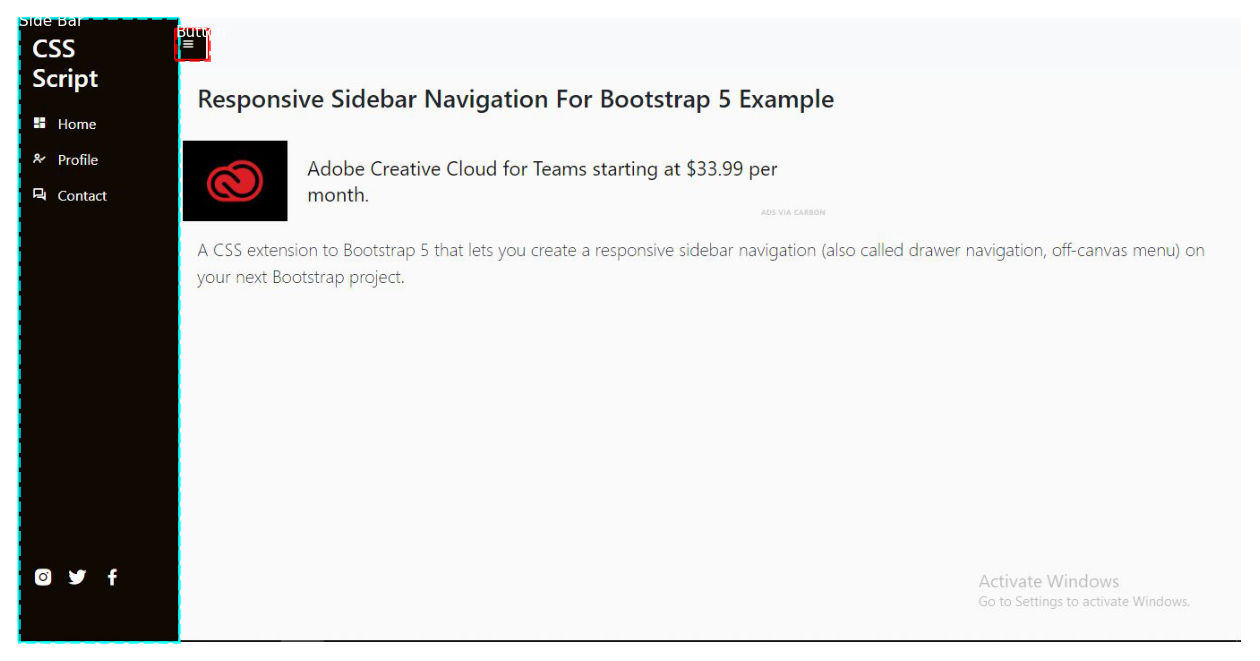 Side Bar
Butt
CSS
Script
Home
Profile
Contact
Responsive Sidebar Navigation For Bootstrap 5 Example
Adobe Creative Cloud for Teams starting at $33.99 per
month.
ADS VIA CARBON
A CSS extension to Bootstrap 5 that lets you create a responsive sidebar navigation (also called drawer navigation, off-canvas menu) on
your next Bootstrap project.
Activate Windows
Go to Settings to activate Windows.